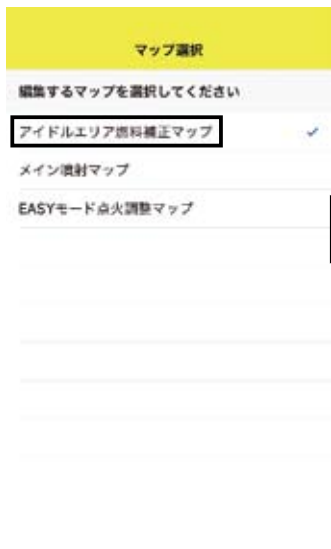 マップ選択
編集するマップを選択してください
アイドルエリア燃料補正マップ
メイン噴射マップ
EASYモード点火調整マップ